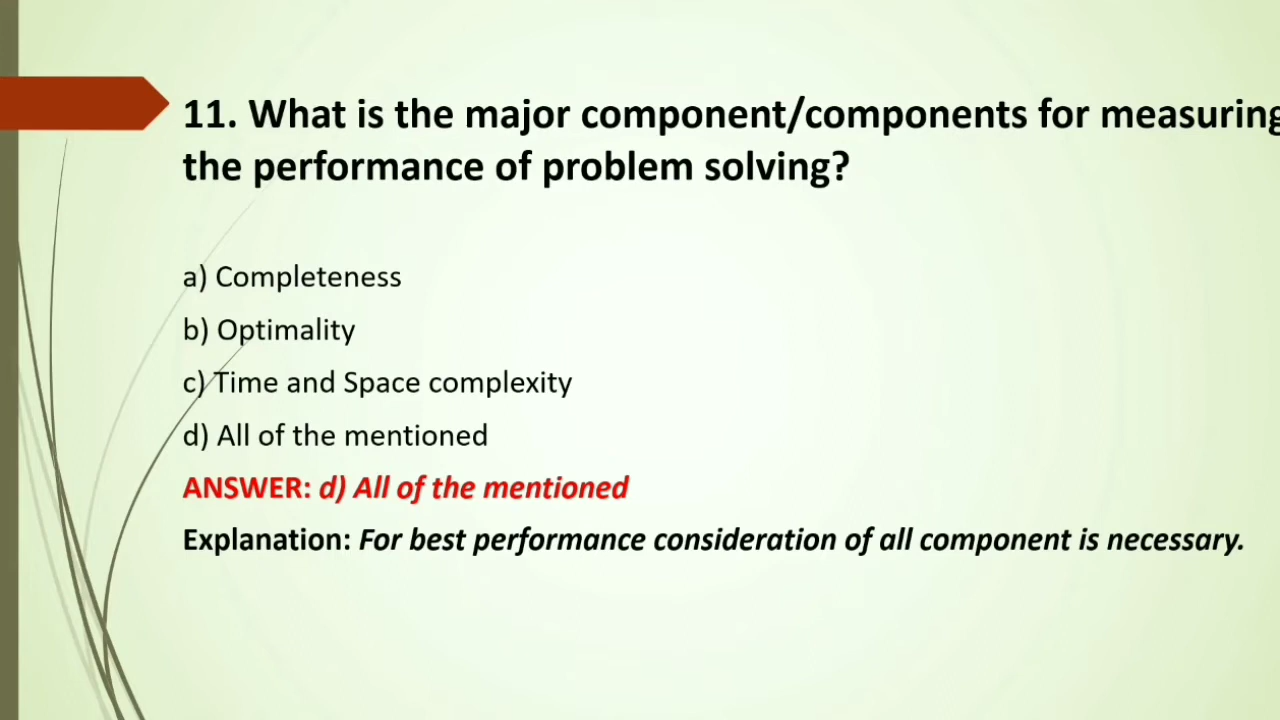 11. What is the major component/components for measuring
the performance of problem solving?
a) Completeness
b) Optimality
c) Time and Space complexity
d) All of the mentioned
ANSWER: d) All of the mentioned
Explanation: For best performance consideration of all component is necessary.